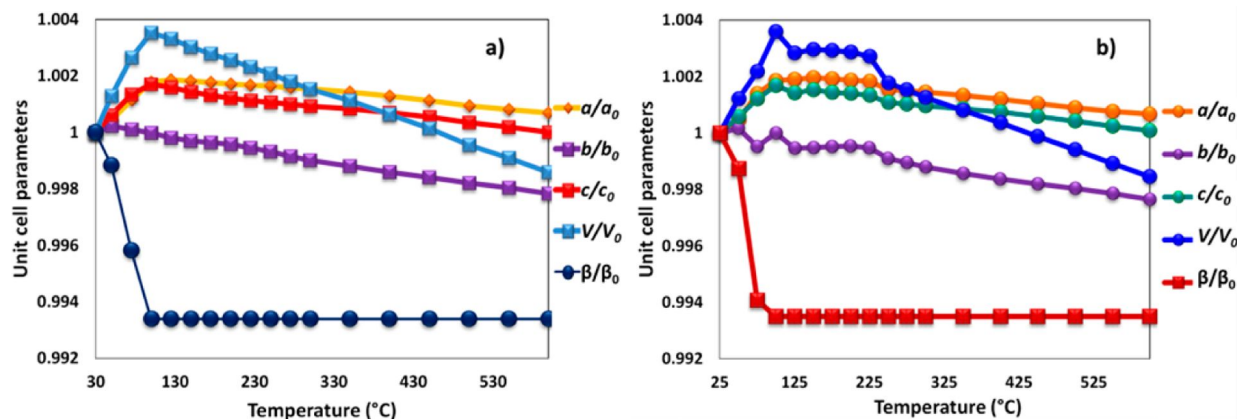 a)
Unit cell parameters
1.004
1.002
1
0.998
0.996
0.994
0.992
30
130
230
330
430
530
Temperature (°C)
a/a₀
b/b₀
c/c₀
V/V₀
β/β₀
b)
Unit cell parameters
1.004
1.002
1
0.998
0.996
0.994
0.992
25
125
225
325
425
525
Temperature (°C)
a/a₀
b/b₀
c/c₀
V/V₀
β/β₀